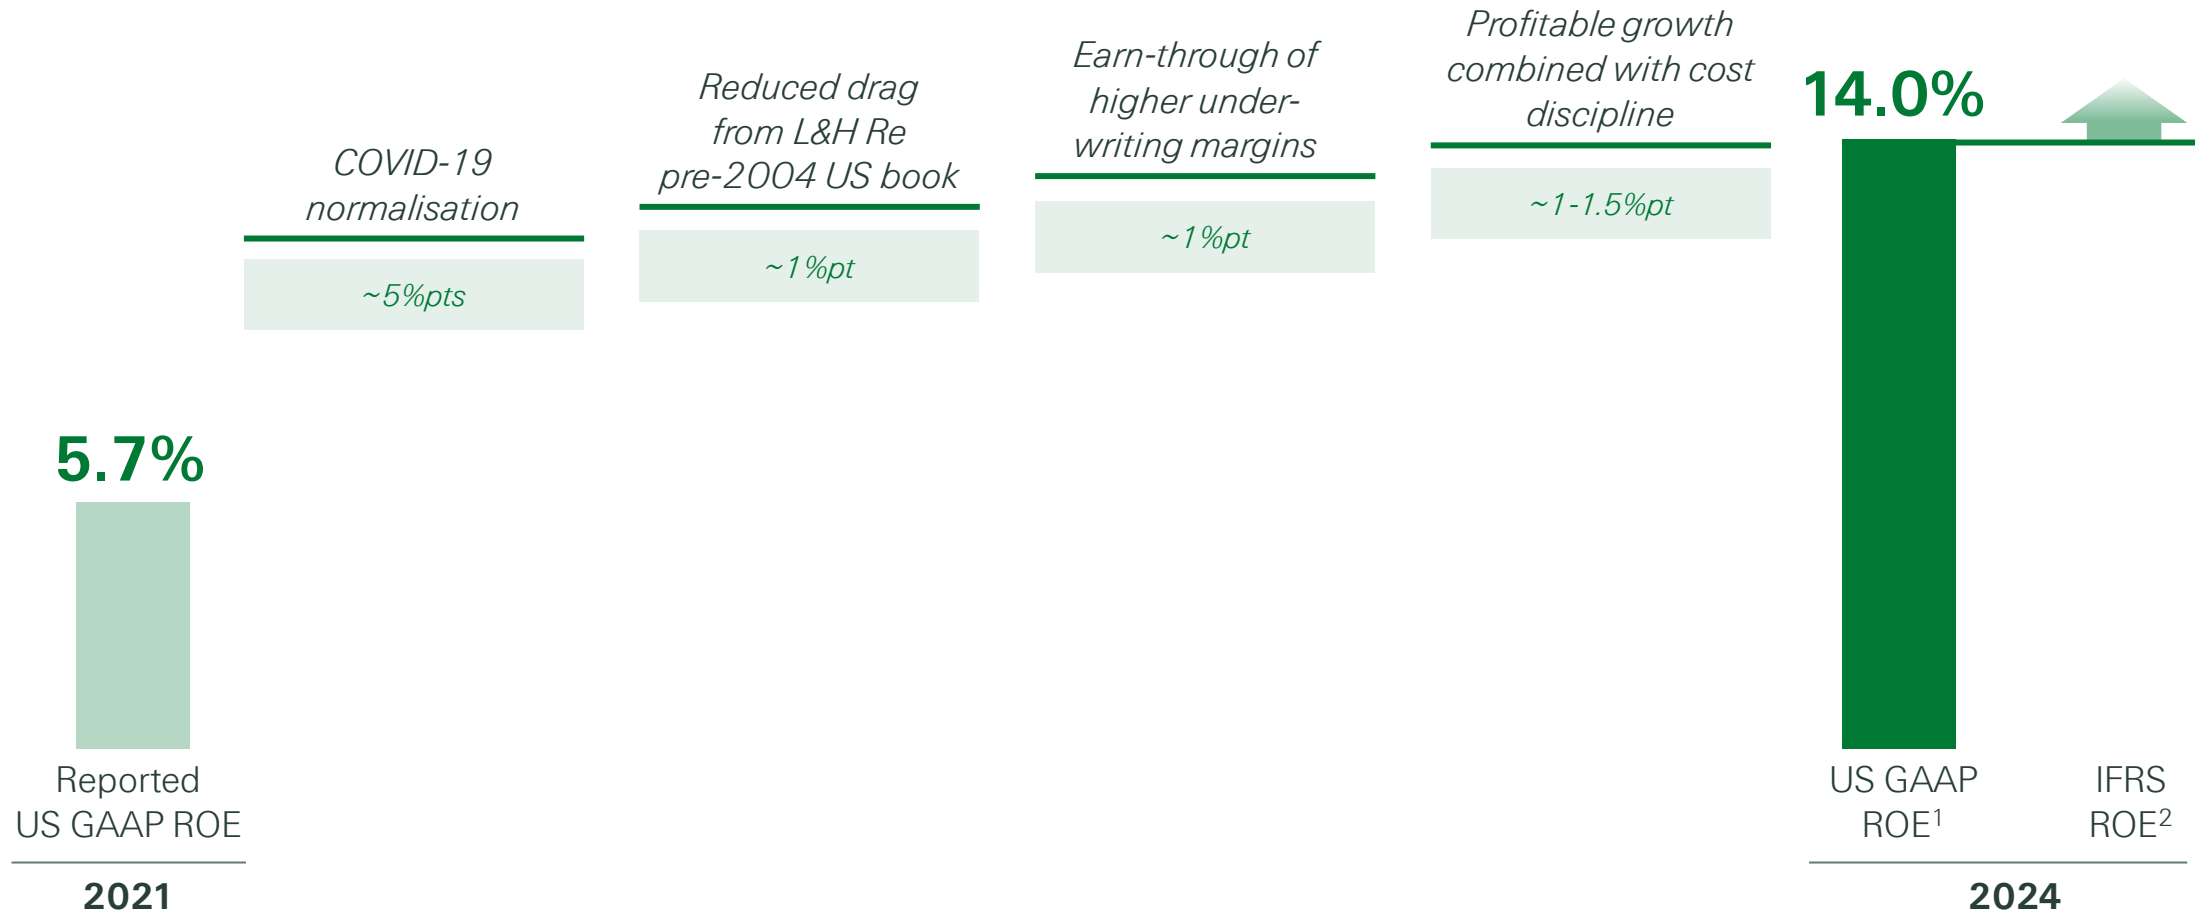 5.7%
Reported
US GAAP ROE
2021
COVID-19
normalisation
~5%pts
Reduced drag
from L&H Re
pre-2004 US book
~1%pt
Earn-through of
higher under-
writing margins
~1%pt
Profitable growth
combined with cost
discipline
~1-1.5%pt
14.0%
US GAAP
ROE¹
IFRS
ROE²
2024